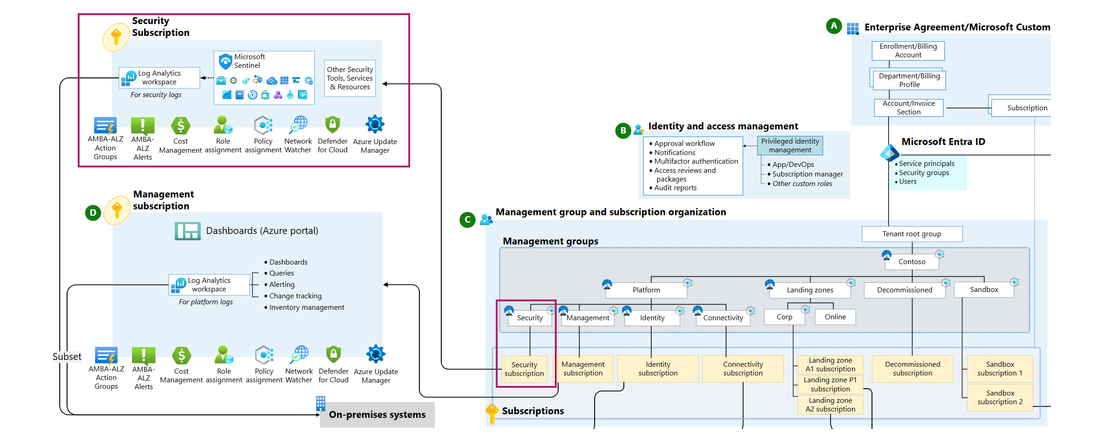 Security
Subscription
Microsoft
Sentinel
Log Analytics
workspace
For security logs
Other Security
Tools, Services
& Resources
AMBA-ALZ
Action
Groups
AMBA-
ALZ
Alerts
Cost
Management
Role
assignment
Policy
assignment
Network
Watcher
Defender
for Cloud
Azure Update
Manager
D
Management
subscription
Dashboards (Azure portal)
Log Analytics
workspace
For platform logs
• Dashboards
• Queries
• Alerting
• Change tracking
• Inventory management
Subset
AMBA-ALZ
Action
Groups
AMBA-
ALZ
Alerts
Cost
Management
Role
assignment
Policy
assignment
Network
Watcher
Defender
for Cloud
Azure Update
Manager
On-premises systems
A
Enterprise Agreement/Microsoft Custom
Enrollment/Billing
Account
Department/Billing
Profile
Account/Invoice
Section
Subscription
B
Identity and access management
• Approval workflow
• Notifications
• Multifactor authentication
• Access reviews and
packages
• Audit reports
Privileged identity
management
• App/DevOps
• Subscription manager
• Other custom roles
Microsoft Entra ID
• Service principals
• Security groups
• Users
C
Management group and subscription organization
Management groups
Tenant root group
Contoso
Platform
Landing zones
Decommissioned
Sandbox
Security
Management
Identity
Connectivity
Corp
Online
Security
subscription
Management
subscription
Identity
subscription
Connectivity
subscription
Landing zone
A1 subscription
Landing zone P1
subscription
Landing zone
A2 subscription
Decommissioned
subscription
Sandbox
subscription 1
Sandbox
subscription 2
Subscriptions